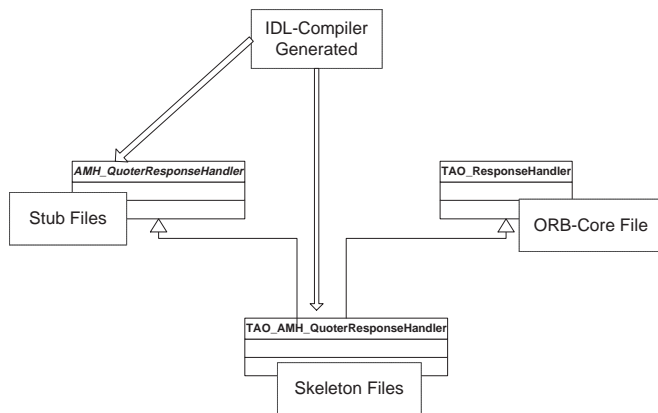 IDL-Compiler
Generated
AMH_QuoterResponseHandler
TAO_ResponseHandler
Stub Files
ORB-Core File
TAO_AMH_QuoterResponseHandler
Skeleton Files